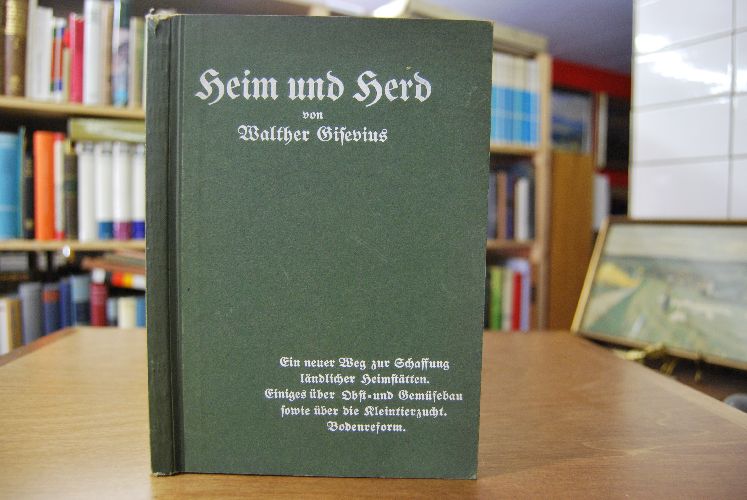 Heim und Herd
von
Walther Giſevius
Ein neuer Weg zur Schaffung
ländlicher Heimſtätten.
Einiges über Obſt-und Gemüſebau
ſowie über die Kleintierzucht.
Bodenreform.